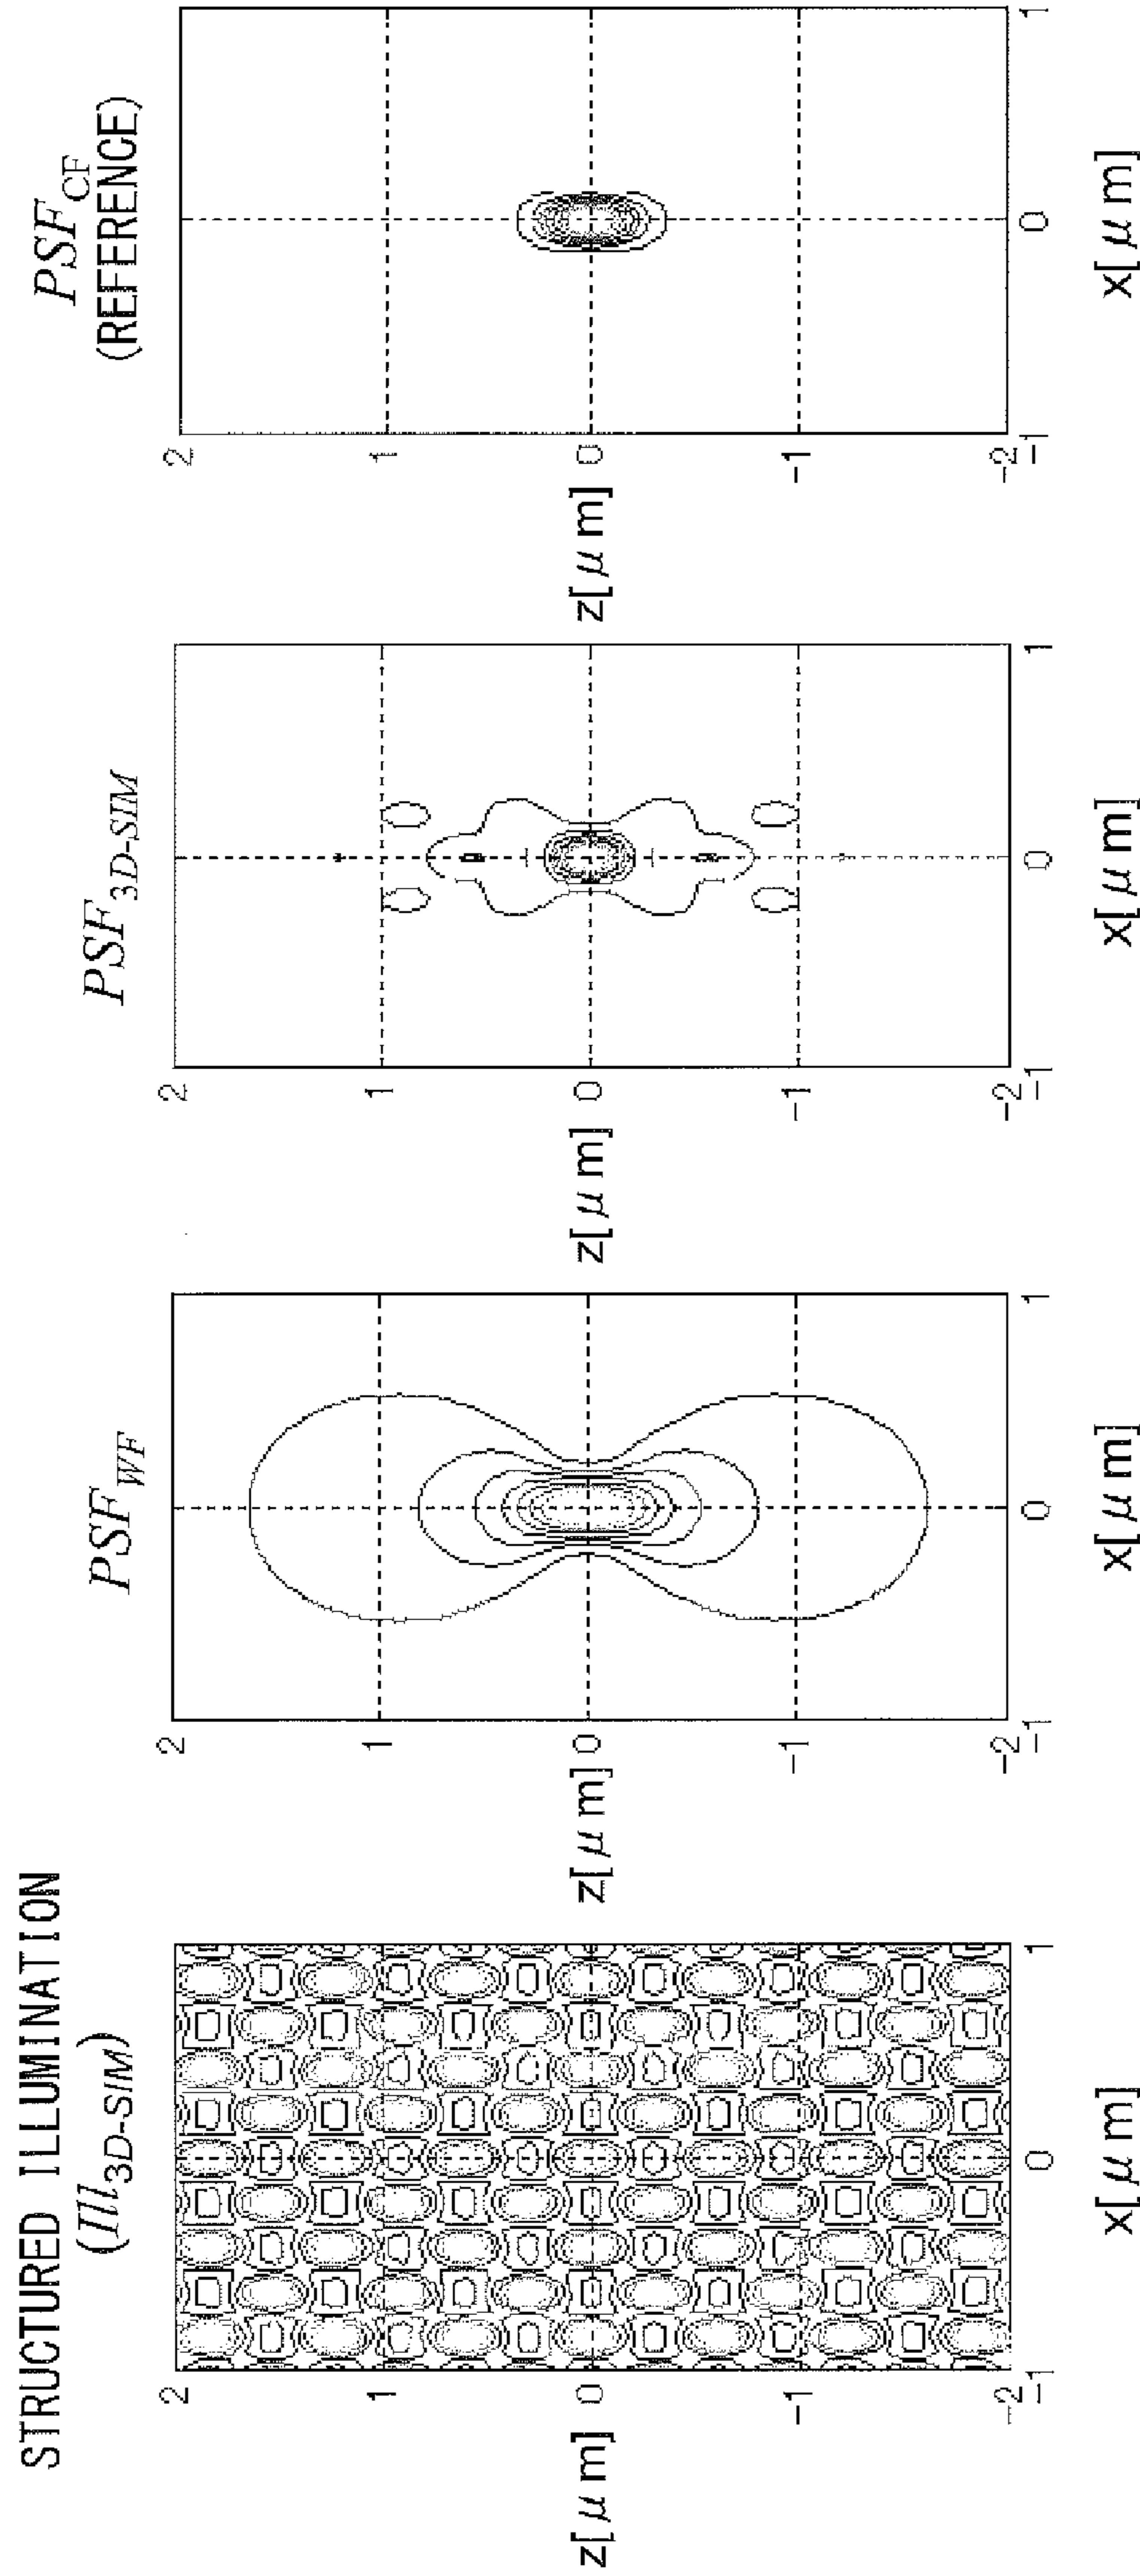 STRUCTURED ILLUMINATION
(Ill3D-SIM)
z[μm]
2
1
0
-1
-2
-1
0
1
x[μm]
PSFWF
z[μm]
2
1
0
-1
-2
-1
0
1
x[μm]
PSF3D-SIM
z[μm]
2
1
0
-1
-2
-1
0
1
x[μm]
PSFCF
(REFERENCE)
z[μm]
2
1
0
-1
-2
-1
0
1
x[μm]